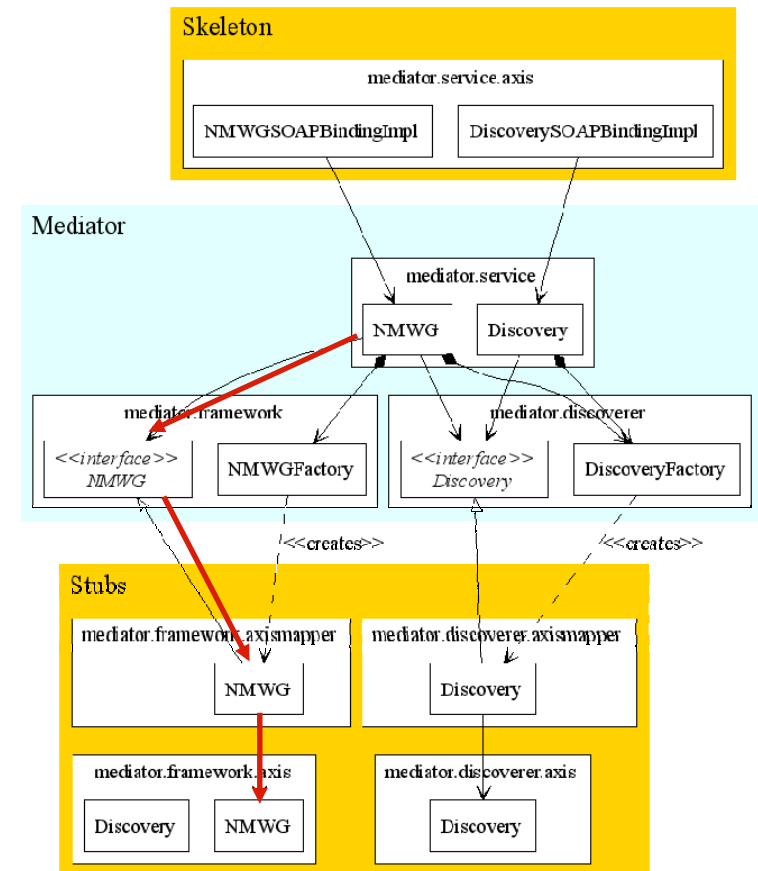 Skeleton
mediator.service.axis
NMWGSOAPBindingImpl
DiscoverySOAPBindingImpl
Mediator
mediator.service
NMWG
Discovery
mediator.framework
mediator.discoverer
<<interface>>
NMWG
NMWGFactory
<<interface>>
Discovery
DiscoveryFactory
<<creates>>
<<creates>>
Stubs
mediator.framework.axismapper
mediator.discoverer.axismapper
NMWG
Discovery
mediator.framework.axis
mediator.discoverer.axis
Discovery
NMWG
Discovery